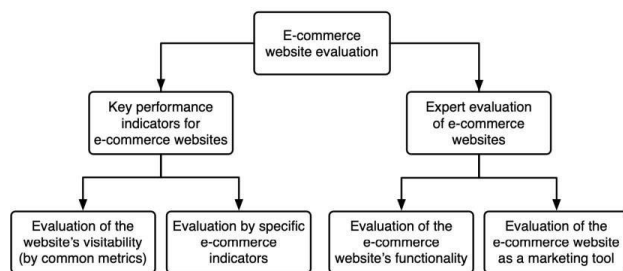 E-commerce
website evaluation
Key performance
indicators for
e-commerce websites
Expert evaluation
of e-commerce
websites
Evaluation of the
website's visitability
(by common metrics)
Evaluation by specific
e-commerce
indicators
Evaluation of the
e-commerce
website's functionality
Evaluation of the
e-commerce website
as a marketing tool